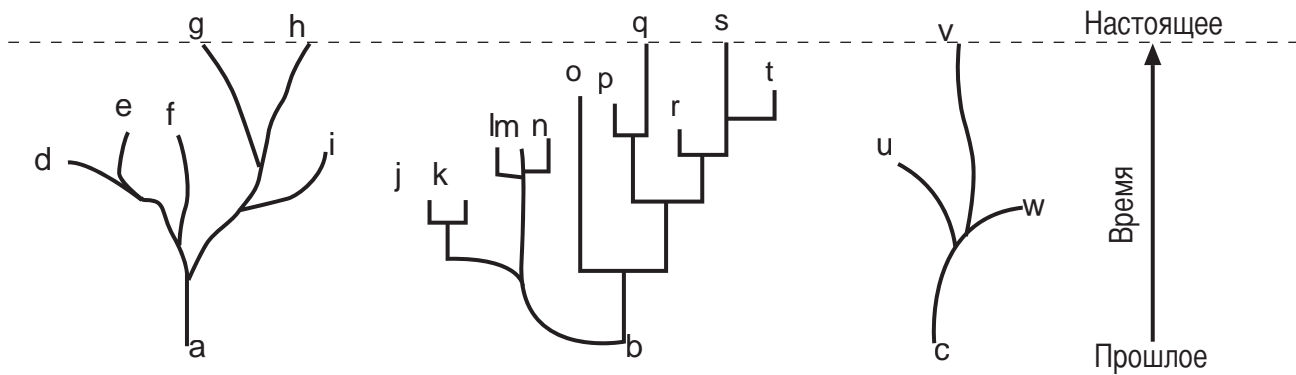 g h q s v Настоящее
e f o p r t
d i j k lm n u w
Время
a b c Прошлое